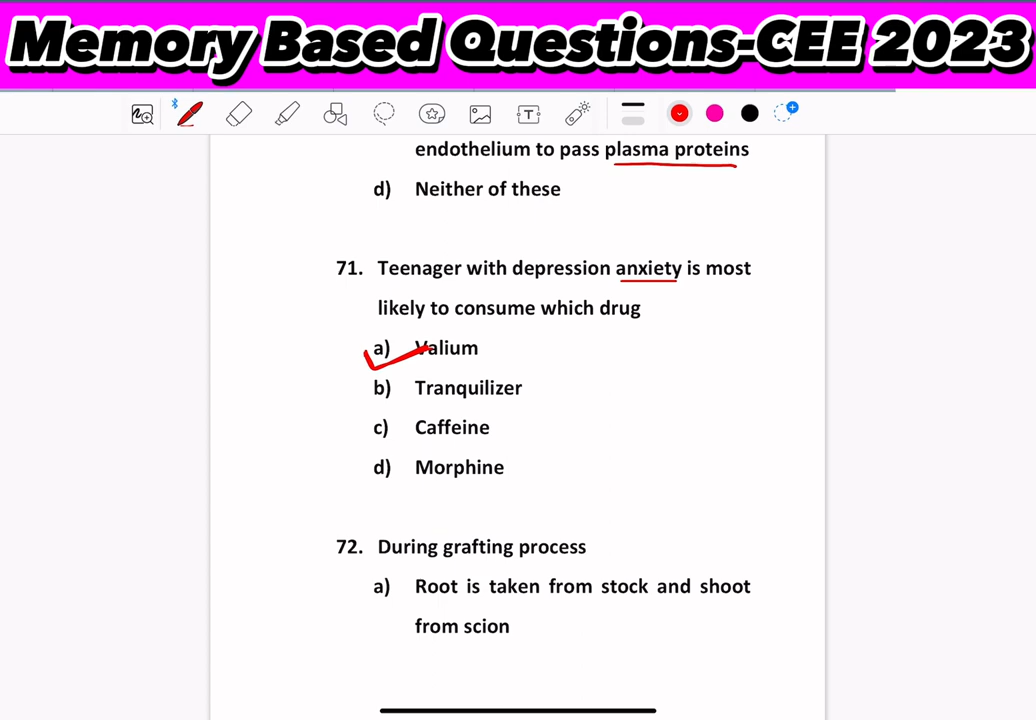 Memory Based Questions-CEE 2023
endothelium to pass plasma proteins
d) Neither of these
71. Teenager with depression anxiety is most
likely to consume which drug
a) Valium
b) Tranquilizer
c) Caffeine
d) Morphine
72. During grafting process
a) Root is taken from stock and shoot
from scion